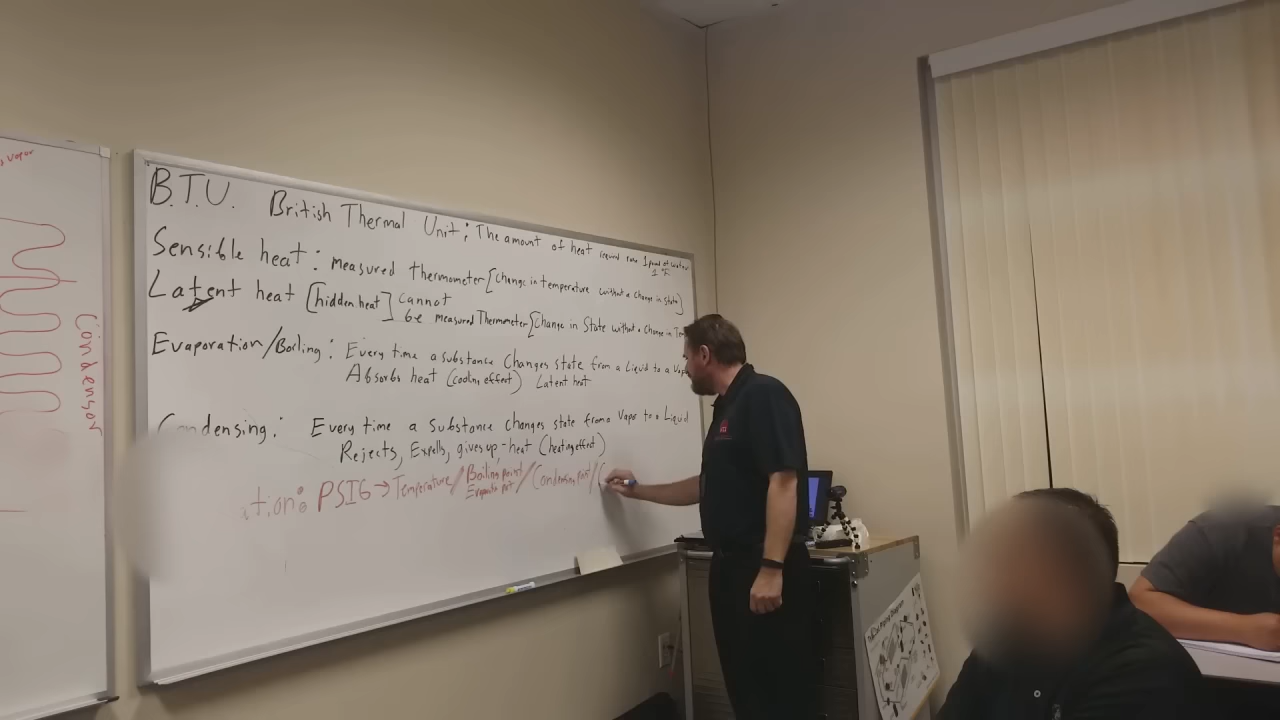 Vapor
Condensor
B.T.U. British Thermal Unit: The amount of heat required raise 1 pound of water
1 °F
Sensible heat: measured thermometer [Change in temperature without a change in state]
Latent heat [hidden heat] cannot
be measured Thermometer [Change in State without a Change in Tem
Evaporation/Boiling: Every time a substance Changes state from a Liquid to a Vapo
Absorbs heat (cooling effect) Latent heat
Condensing: Every time a Substance changes state from a Vapor to a Liquid
Rejects, Expells, gives up-heat (heating effect)
tion: PSIG → Temperature / Boiling point / Condensing point / C